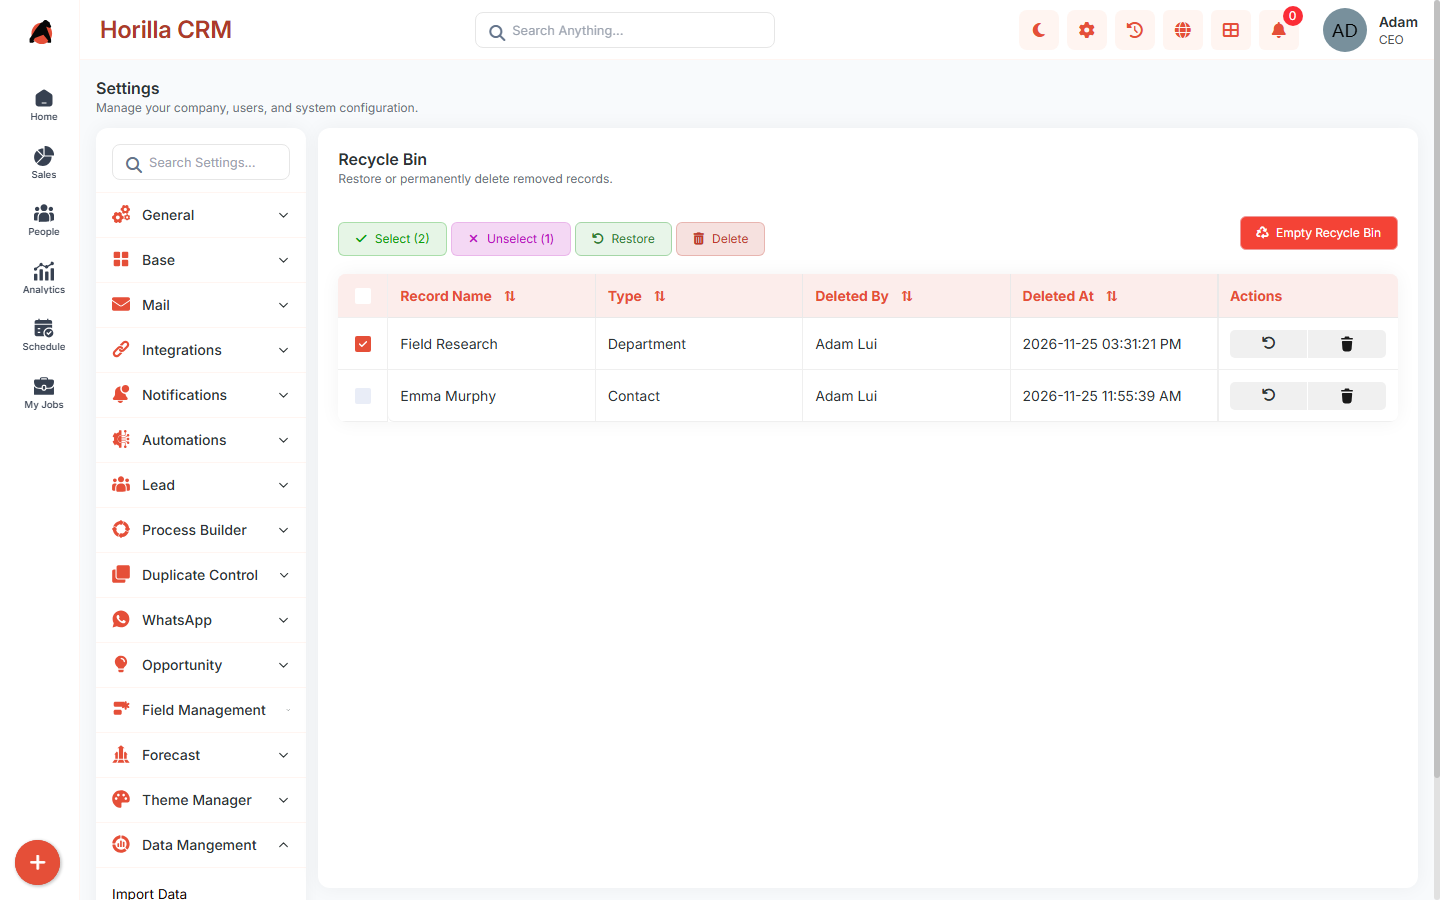 Horilla CRM
Search Anything...
0
AD
Adam
CEO
Home
Sales
People
Analytics
Schedule
My Jobs
Settings
Manage your company, users, and system configuration.
Search Settings...
General
Base
Mail
Integrations
Notifications
Automations
Lead
Process Builder
Duplicate Control
WhatsApp
Opportunity
Field Management
Forecast
Theme Manager
Data Mangement
Import Data
Recycle Bin
Restore or permanently delete removed records.
Select (2)
Unselect (1)
Restore
Delete
Empty Recycle Bin
Record Name
Type
Deleted By
Deleted At
Actions
Field Research
Department
Adam Lui
2026-11-25 03:31:21 PM
Emma Murphy
Contact
Adam Lui
2026-11-25 11:55:39 AM